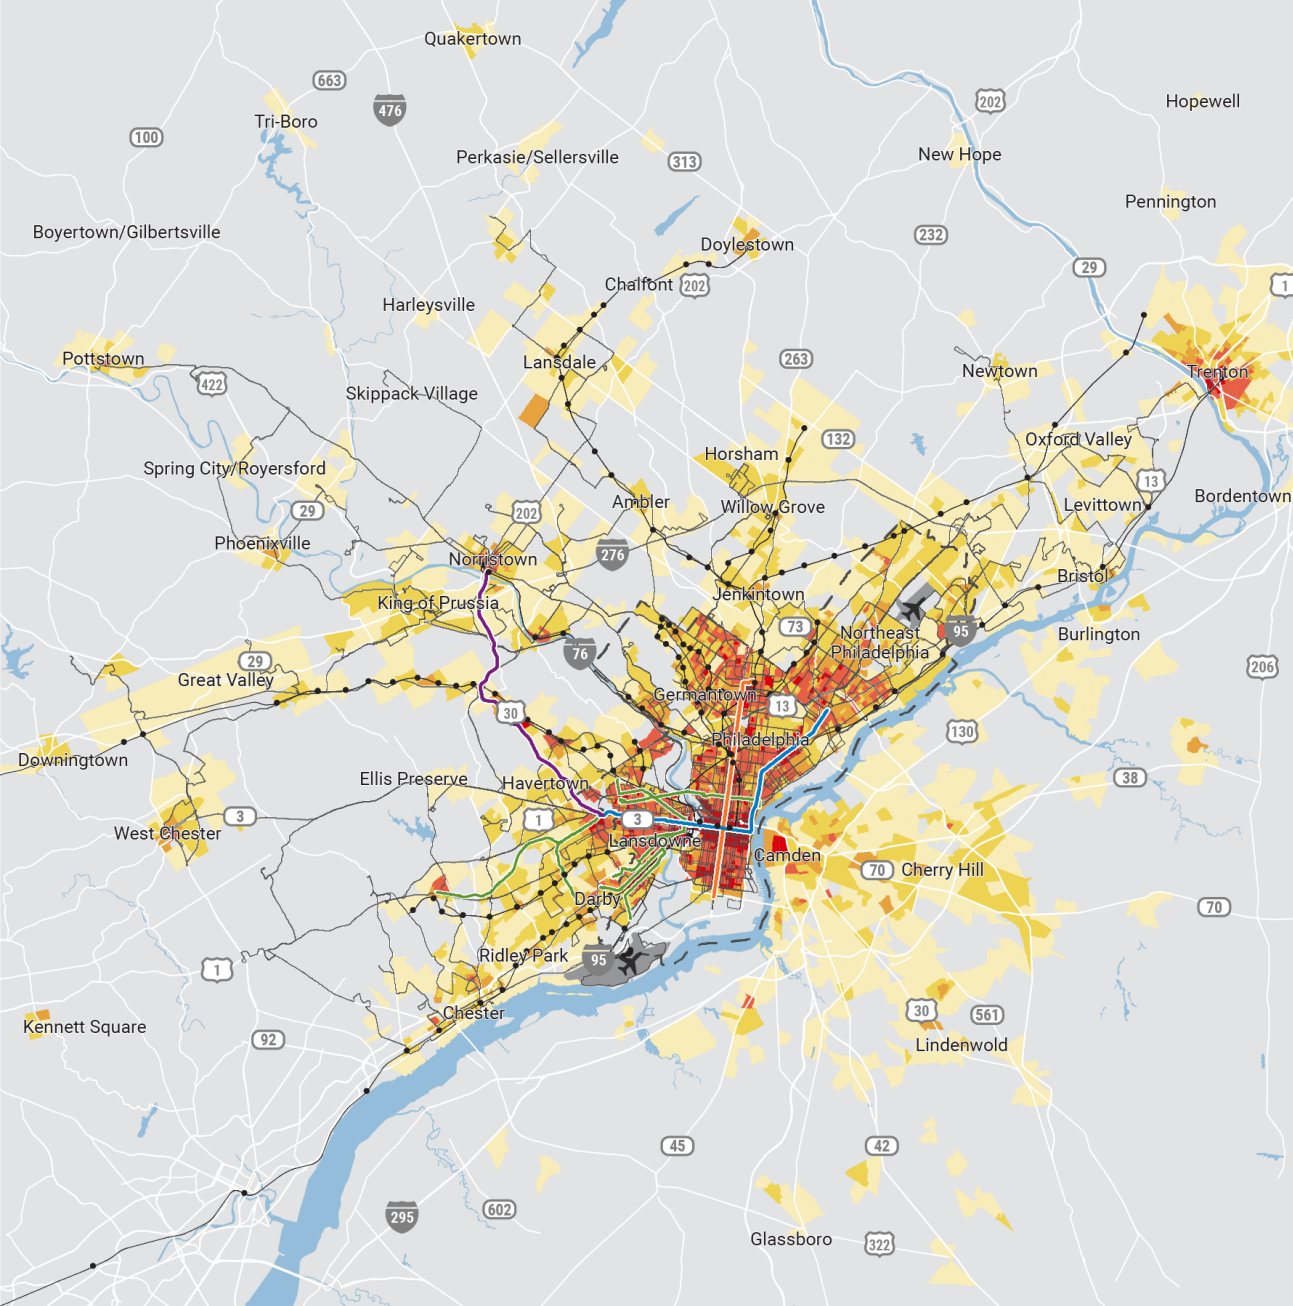 Quakertown
663
476
202
Hopewell
Tri-Boro
100
Perkasie/Sellersville
313
New Hope
Pennington
Boyertown/Gilbertsville
Doylestown
232
29
Chalfont
202
1
Harleysville
Pottstown
Lansdale
263
Newtown
Trenton
422
Skippack Village
Horsham
132
Oxford Valley
Spring City/Royersford
13
Bordentown
29
202
Ambler
Willow Grove
Levittown
Phoenixville
Norristown
276
Bristol
King of Prussia
Jenkintown
73
Northeast
Philadelphia
95
Burlington
29
76
206
Great Valley
Germantown
13
30
Philadelphia
130
Downingtown
Ellis Preserve
Havertown
38
3
1
3
West Chester
Lansdowne
Camden
70
Cherry Hill
Darby
70
Ridley Park
95
1
Kennett Square
Chester
30
561
92
Lindenwold
45
42
295
602
Glassboro
322